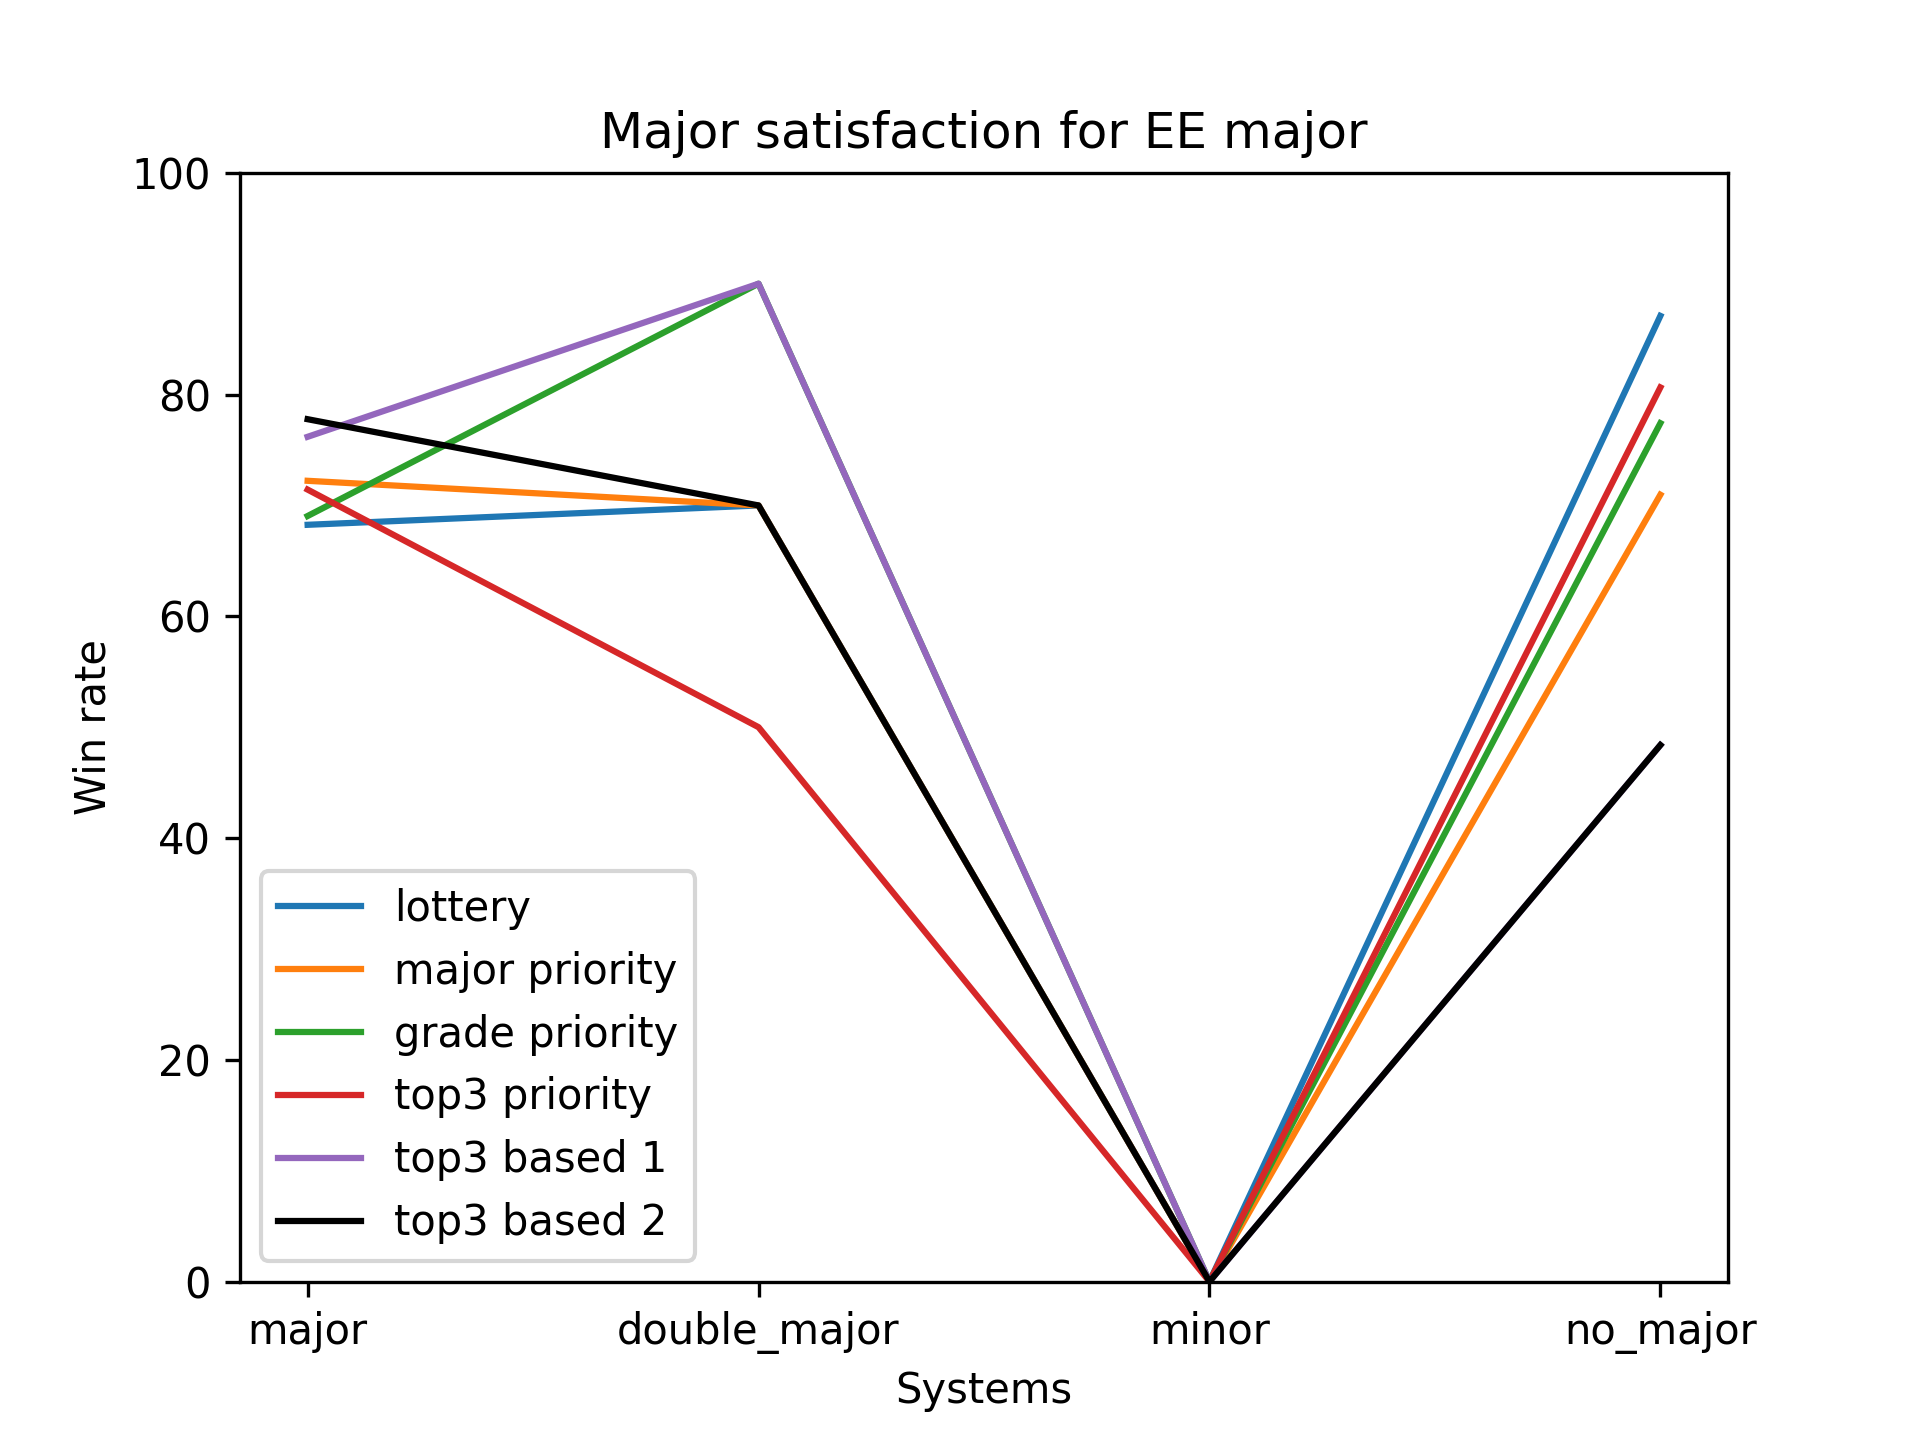 Major satisfaction for EE major
100
80
60
40
20
0
Win rate
lottery
major priority
grade priority
top3 priority
top3 based 1
top3 based 2
major
double_major
minor
no_major
Systems